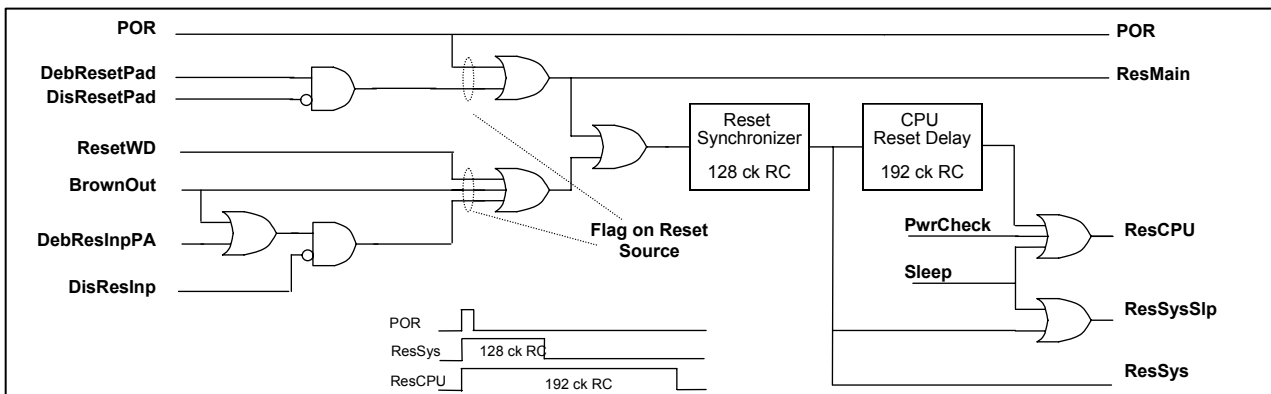 POR
POR
DebResetPad
ResMain
DisResetPad
Reset
Synchronizer
128 ck RC
CPU
Reset Delay
192 ck RC
ResetWD
BrownOut
DebResInpPA
DisResInp
Flag on Reset
Source
PwrCheck
ResCPU
Sleep
ResSysSlp
ResSys
POR
ResSys
128 ck RC
ResCPU
192 ck RC